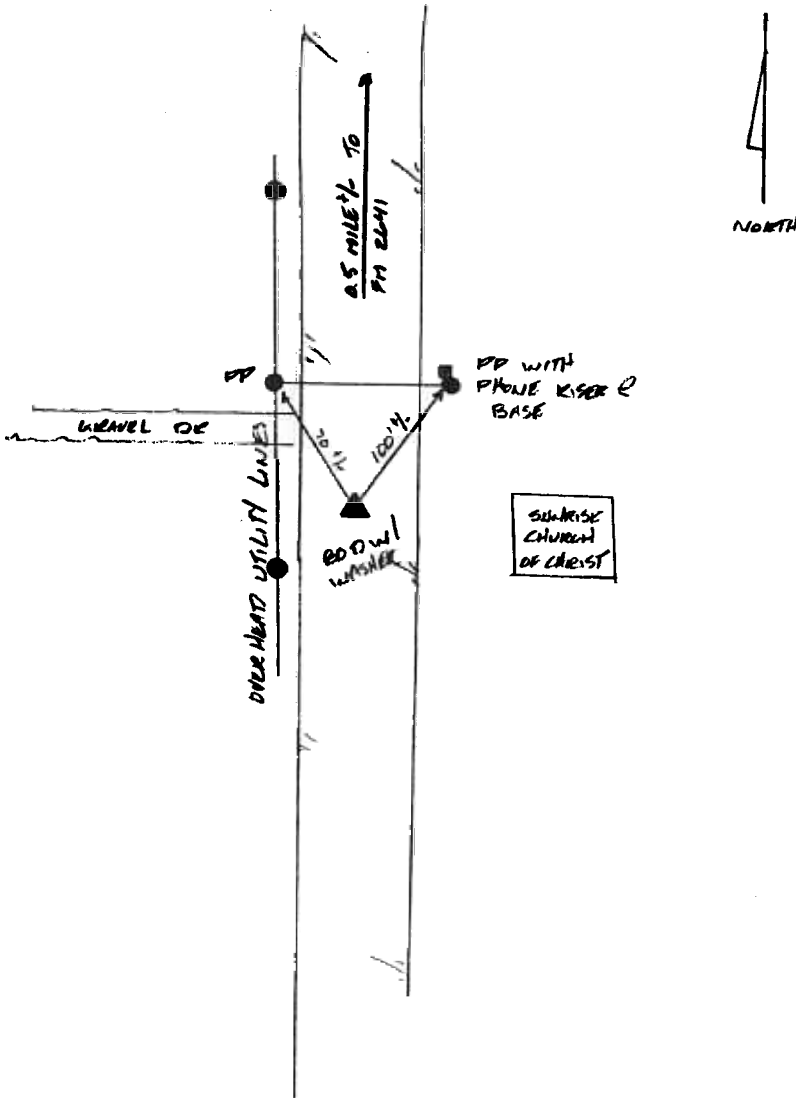 0.5 MILE +/- TO
FM 2641
NORTH
PP
PP WITH
PHONE RISER @
BASE
GRAVEL DR
70' +/-
100' +/-
OVERHEAD UTILITY LINES
ROD W/
WASHER
SUNRISE
CHURCH
OF CHRIST